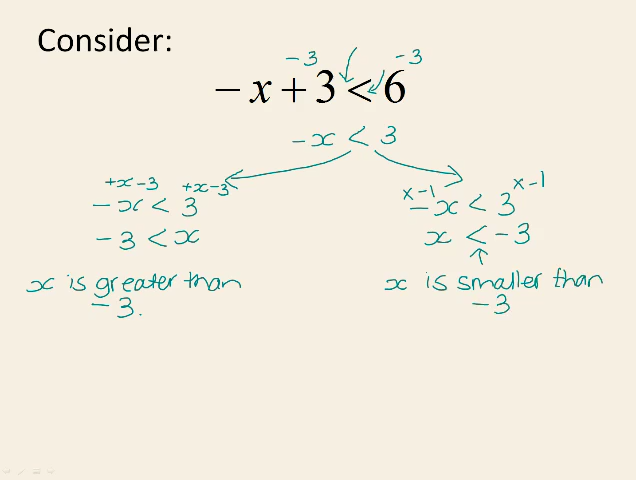 Consider:
-3 -3
−x + 3 < 6
-x < 3
+x -3 +x -3
-x < 3
-3 < x
x is greater than
-3.
x -1 x -1
-x < 3
x < -3
x is smaller than
-3